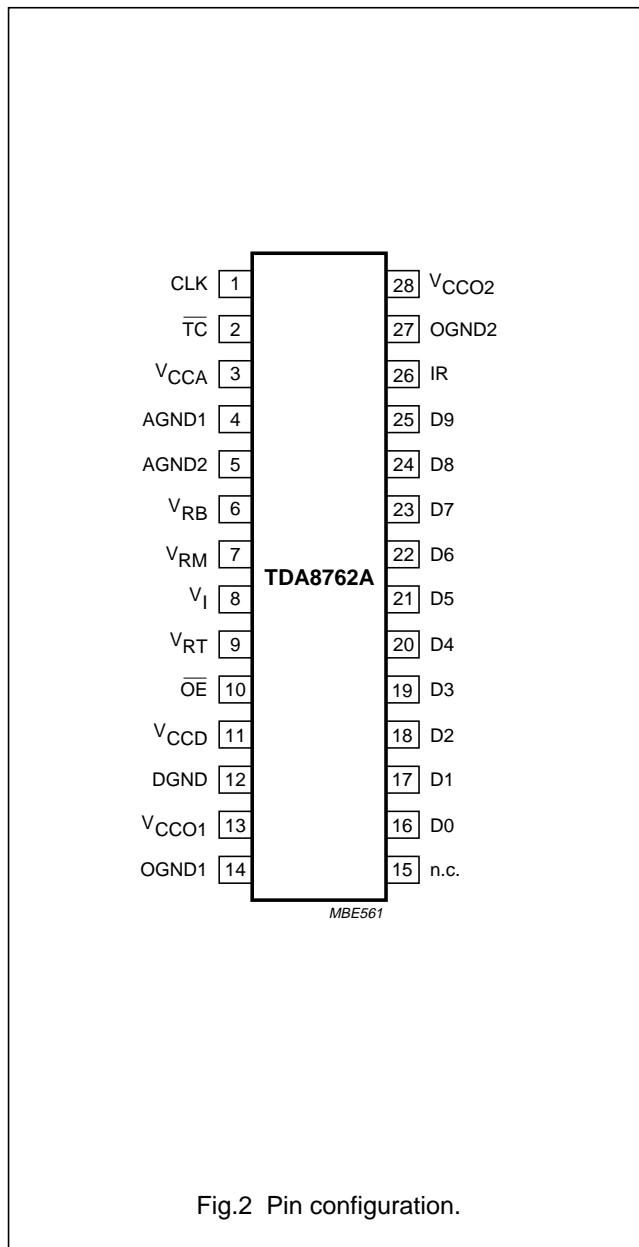 CLK 1
T̅C̅ 2
VCCA 3
AGND1 4
AGND2 5
VRB 6
VRM 7
VI 8
VRT 9
O̅E̅ 10
VCCD 11
DGND 12
VCCO1 13
OGND1 14
TDA8762A
28 VCCO2
27 OGND2
26 IR
25 D9
24 D8
23 D7
22 D6
21 D5
20 D4
19 D3
18 D2
17 D1
16 D0
15 n.c.
MBE561
Fig.2 Pin configuration.